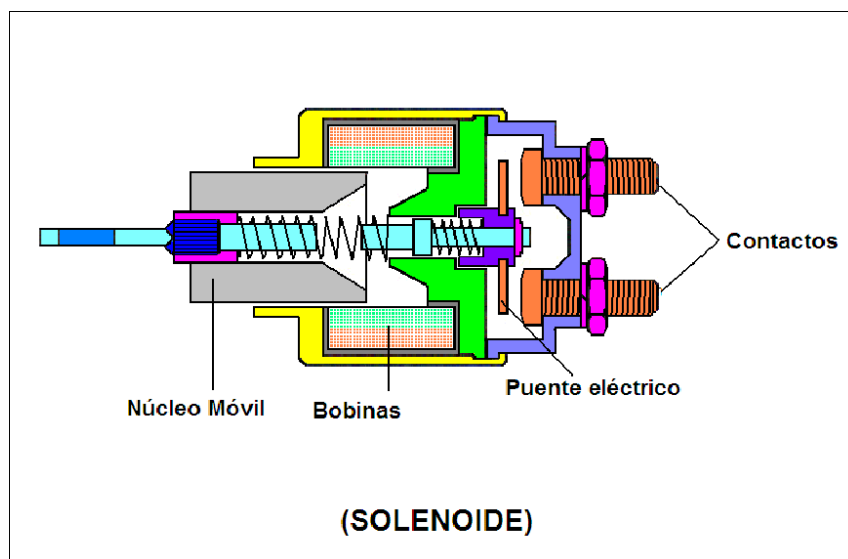 Contactos
Puente eléctrico
Núcleo Móvil
Bobinas
(SOLENOIDE)